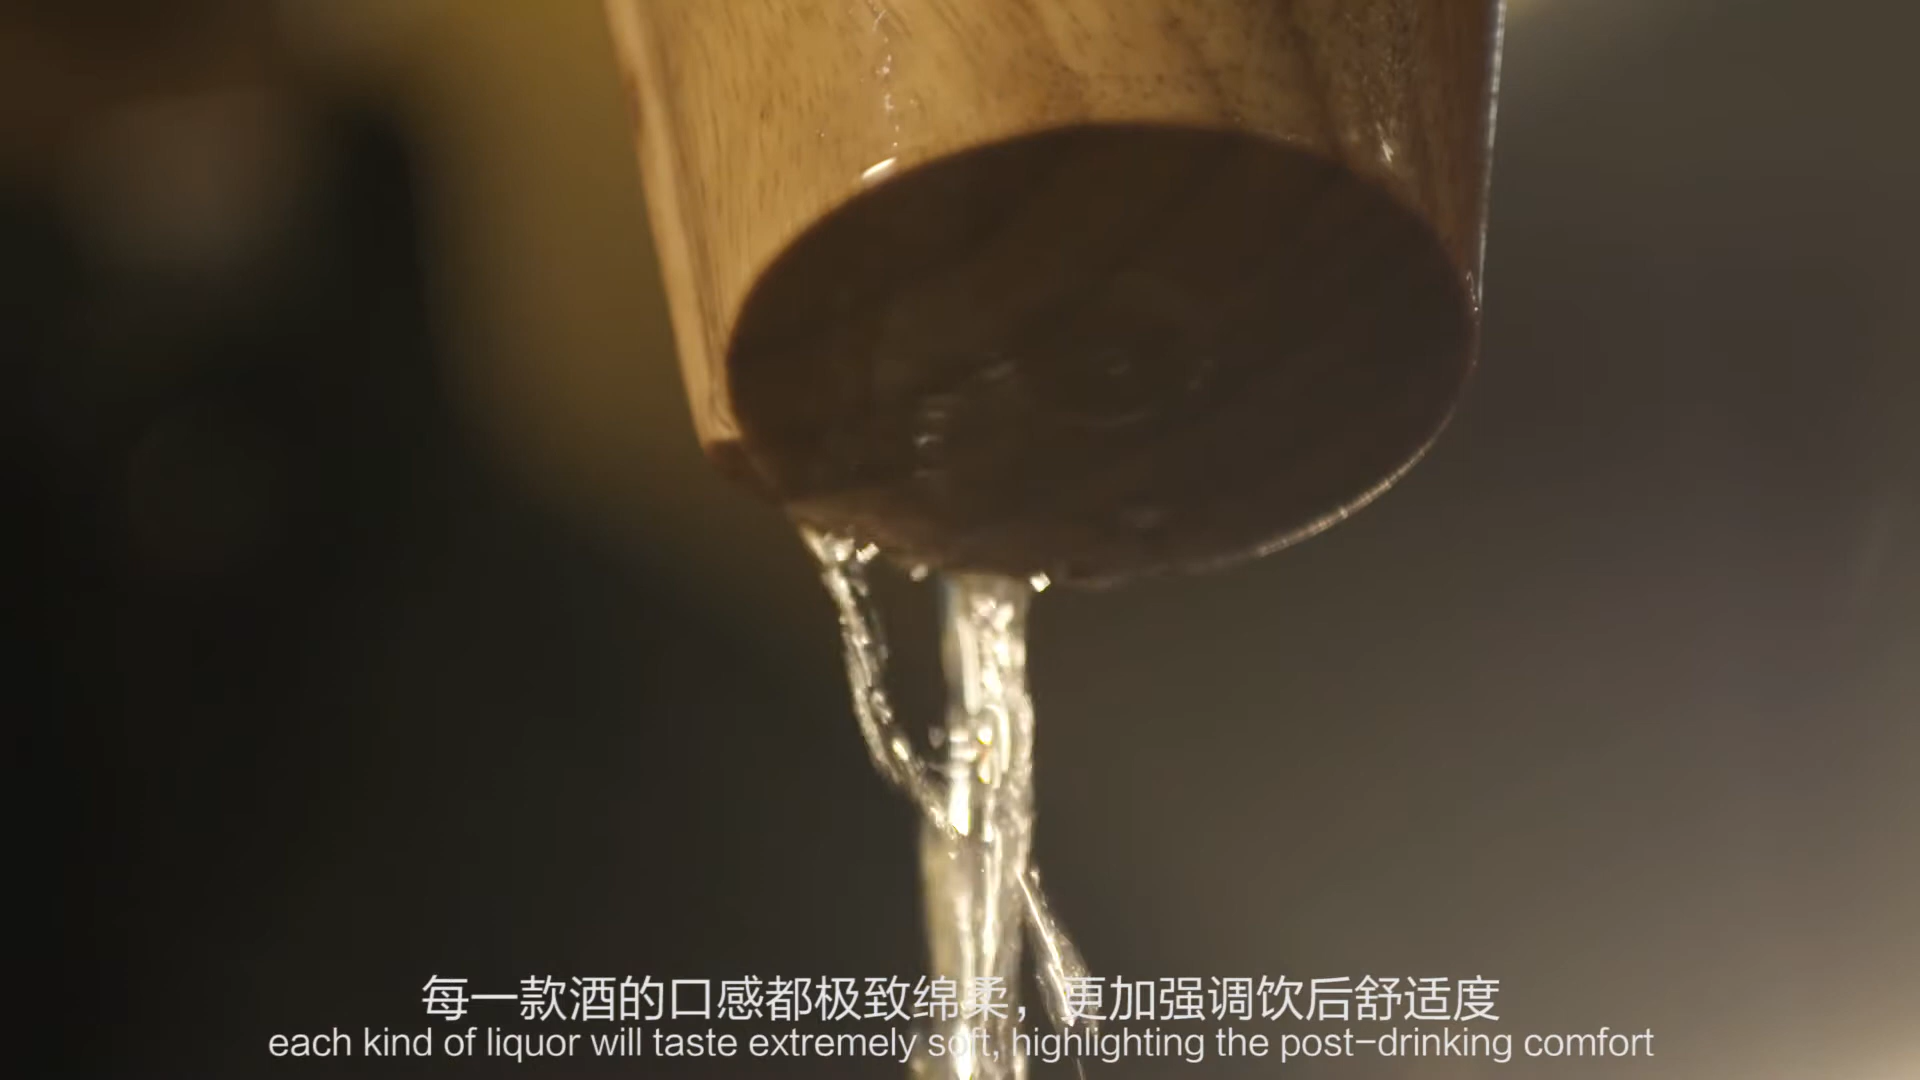 每一款酒的口感都极致绵柔，更加强调饮后舒适度
each kind of liquor will taste extremely soft, highlighting the post-drinking comfort